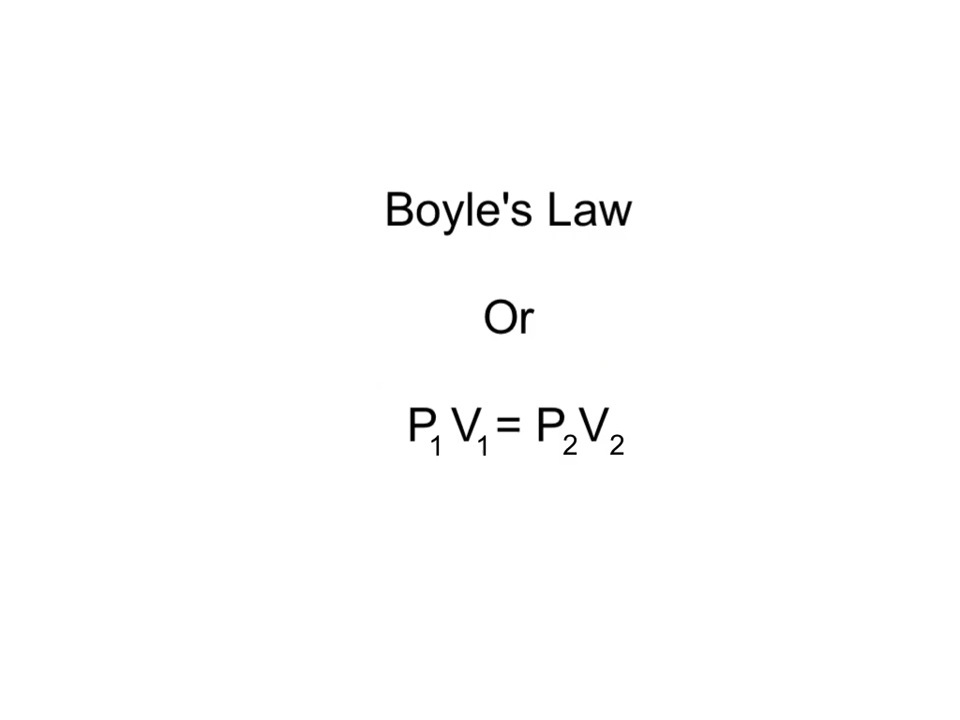 Boyle's Law
Or
P₁ V₁ = P₂V₂